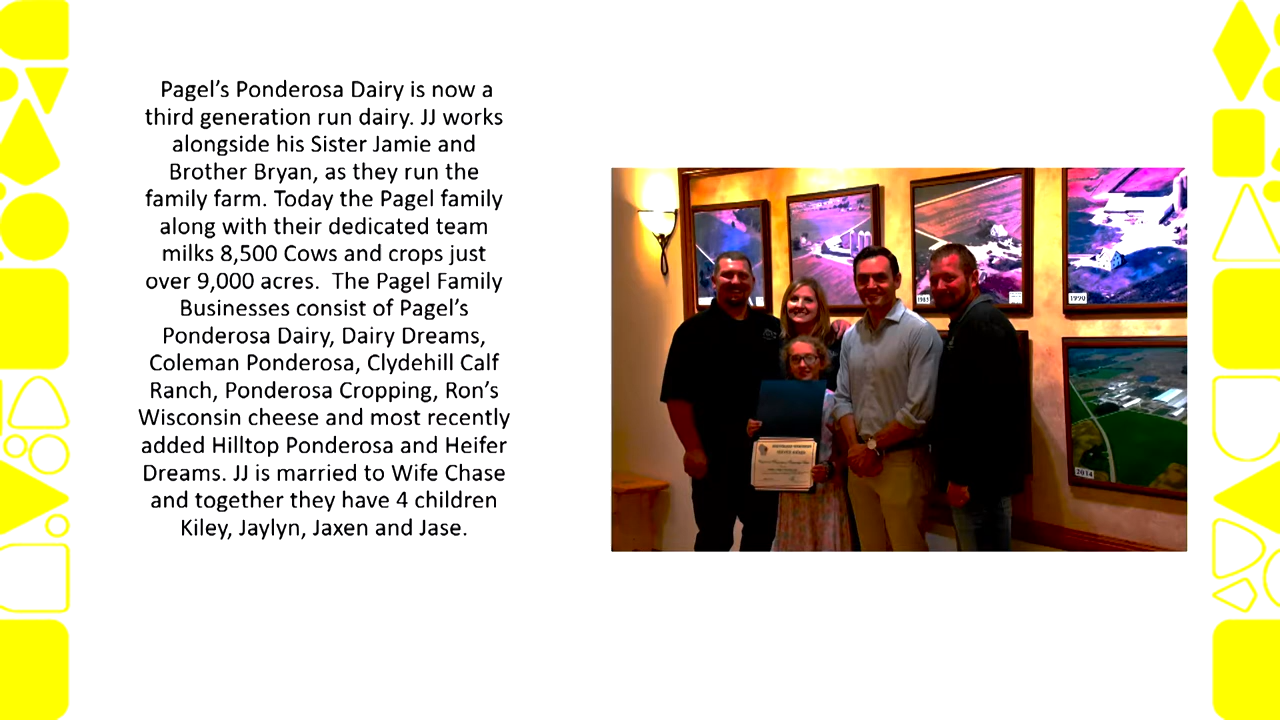 Pagel’s Ponderosa Dairy is now a
third generation run dairy. JJ works
alongside his Sister Jamie and
Brother Bryan, as they run the
family farm. Today the Pagel family
along with their dedicated team
milks 8,500 Cows and crops just
over 9,000 acres.  The Pagel Family
Businesses consist of Pagel’s
Ponderosa Dairy, Dairy Dreams,
Coleman Ponderosa, Clydehill Calf
Ranch, Ponderosa Cropping, Ron’s
Wisconsin cheese and most recently
added Hilltop Ponderosa and Heifer
Dreams. JJ is married to Wife Chase
and together they have 4 children
Kiley, Jaylyn, Jaxen and Jase.
1990
2014